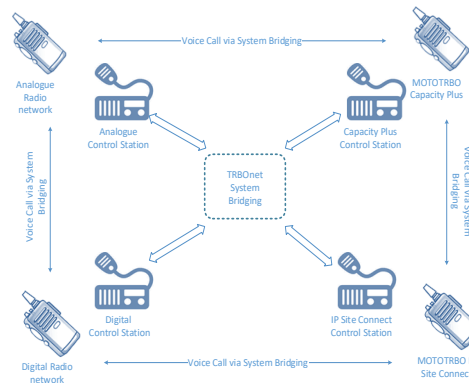 Voice Call via System Bridging
Analogue
Radio
network
MOTOTRBO
Capacity Plus
Analogue
Control Station
Capacity Plus
Control Station
Voice Call via System
Bridging
TRBOnet
System
Bridging
Voice Call via System
Bridging
Digital
Control Station
IP Site Connect
Control Station
Digital Radio
network
Voice Call via System Bridging
MOTOTRBO
Site Connec